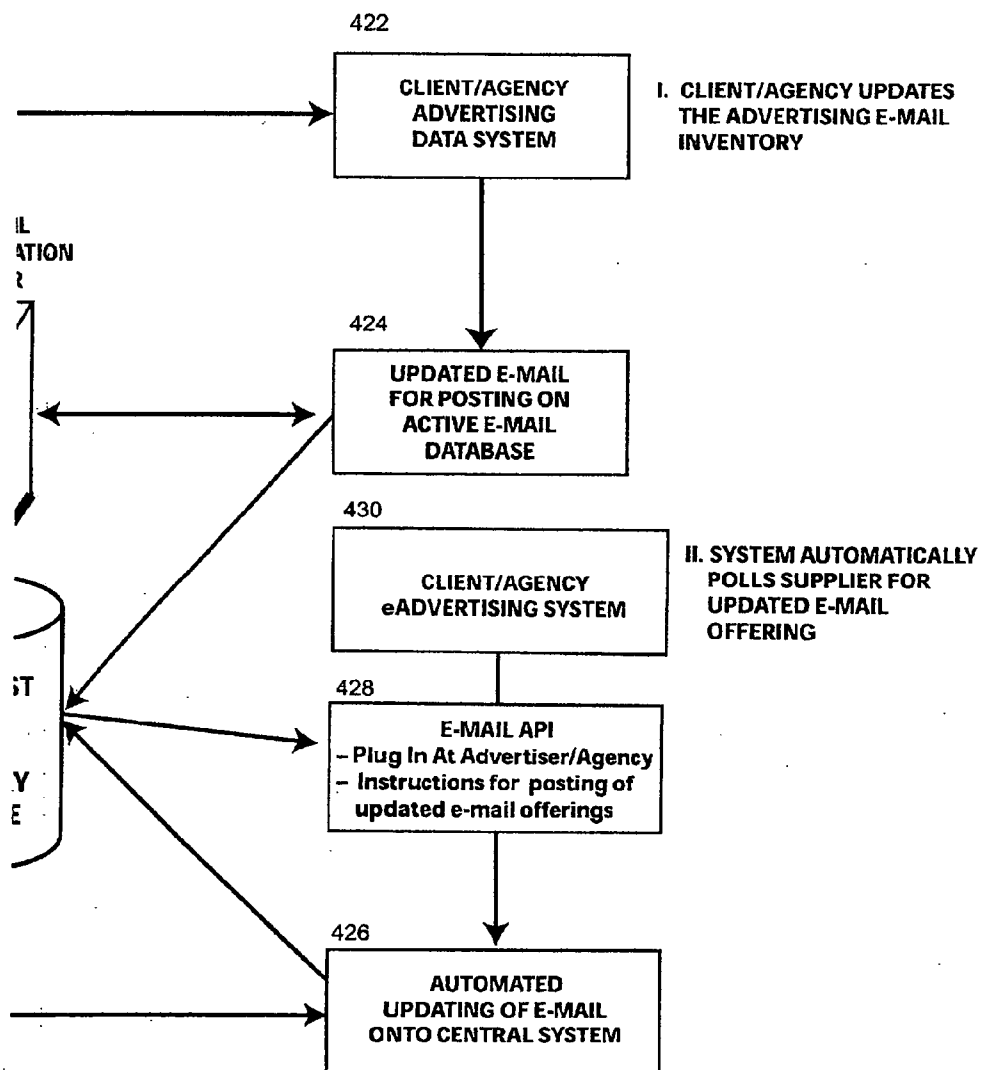 422
CLIENT/AGENCY
ADVERTISING
DATA SYSTEM
I. CLIENT/AGENCY UPDATES
THE ADVERTISING E-MAIL
INVENTORY
424
UPDATED E-MAIL
FOR POSTING ON
ACTIVE E-MAIL
DATABASE
430
CLIENT/AGENCY
eADVERTISING SYSTEM
II. SYSTEM AUTOMATICALLY
POLLS SUPPLIER FOR
UPDATED E-MAIL
OFFERING
428
E-MAIL API
– Plug In At Advertiser/Agency
– Instructions for posting of
updated e-mail offerings
426
AUTOMATED
UPDATING OF E-MAIL
ONTO CENTRAL SYSTEM